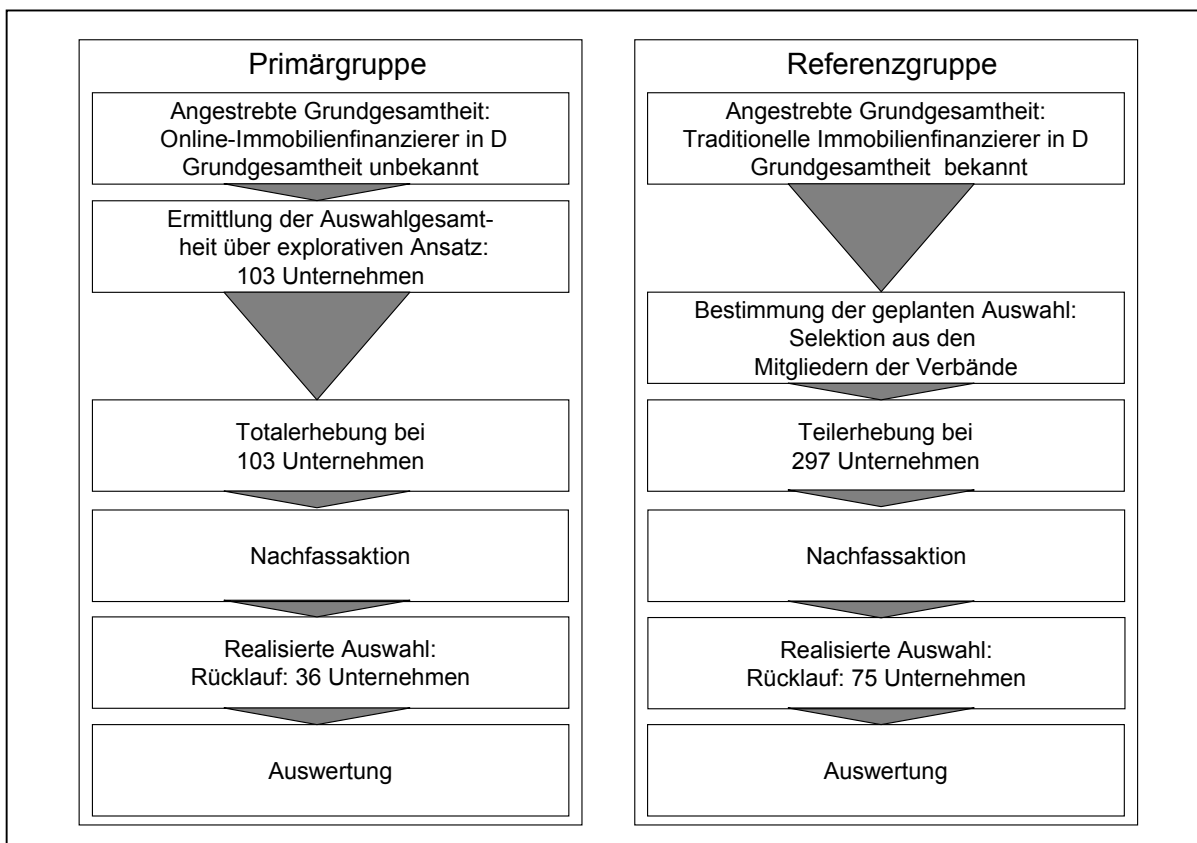 Primärgruppe
Angestrebte Grundgesamtheit:
Online-Immobilienfinanzierer in D
Grundgesamtheit unbekannt
Ermittlung der Auswahlgesamt-
heit über explorativen Ansatz:
103 Unternehmen
Totalerhebung bei
103 Unternehmen
Nachfassaktion
Realisierte Auswahl:
Rücklauf: 36 Unternehmen
Auswertung
Referenzgruppe
Angestrebte Grundgesamtheit:
Traditionelle Immobilienfinanzierer in D
Grundgesamtheit bekannt
Bestimmung der geplanten Auswahl:
Selektion aus den
Mitgliedern der Verbände
Teilerhebung bei
297 Unternehmen
Nachfassaktion
Realisierte Auswahl:
Rücklauf: 75 Unternehmen
Auswertung